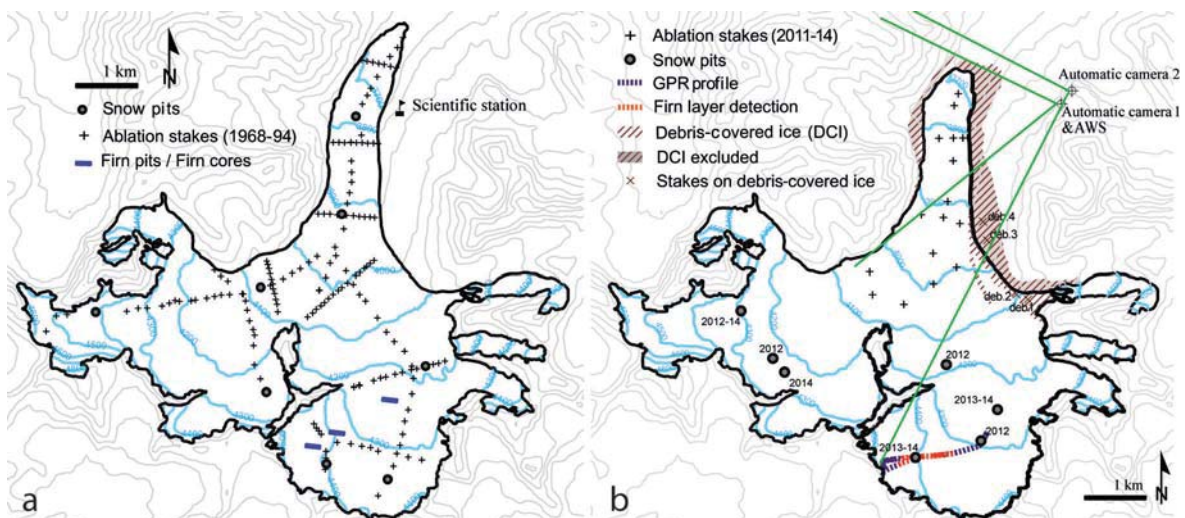 1 km
N
Snow pits
Ablation stakes (1968-94)
Firn pits / Firn cores
Scientific station
4500
4200
a
Ablation stakes (2011-14)
Snow pits
GPR profile
Firn layer detection
Debris-covered ice (DCI)
DCI excluded
Stakes on debris-covered ice
Automatic camera 2
Automatic camera 1
&AWS
deb.4
deb.3
deb.2
deb.1
2012-14
2012
2014
2012
4200
2013-14
2012
2013-14
1 km
N
b